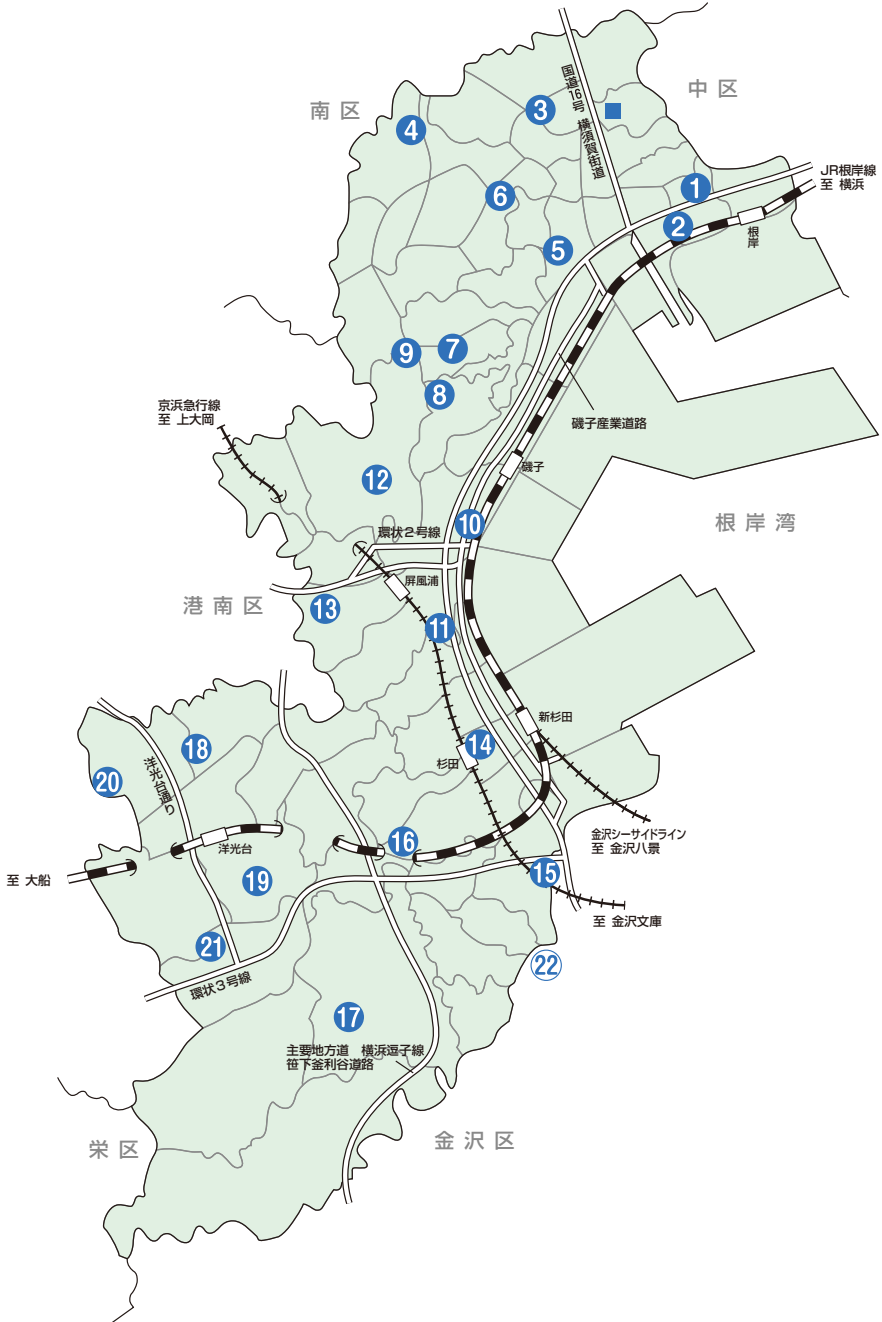 国道16号 横須賀街道
中区
南区
3
4
JR根岸線
至 横浜
1
6
2
根岸
5
9
7
8
京浜急行線
至 上大岡
磯子産業道路
磯子
12
10
根岸湾
環状2号線
屏風浦
港南区
13
11
新杉田
14
杉田
18
20
洋光台通り
金沢シーサイドライン
至 金沢八景
洋光台
16
至 大船
19
15
至 金沢文庫
21
22
環状3号線
17
主要地方道 横浜逗子線
笹下釜利谷道路
金沢区
栄区